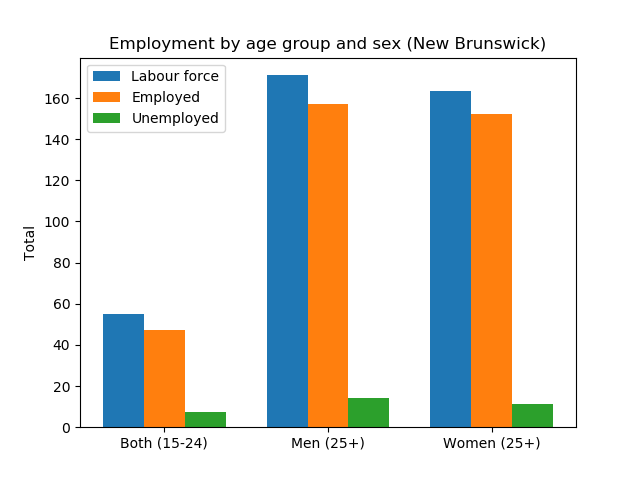 Employment by age group and sex (New Brunswick)
Labour force
Employed
Unemployed
Total
160
140
120
100
80
60
40
20
0
Both (15-24)
Men (25+)
Women (25+)